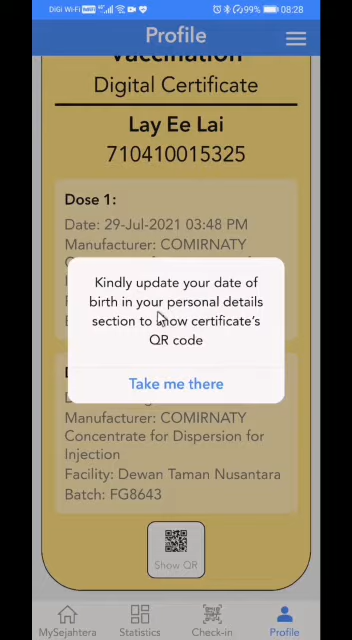 DiGi Wi-Fi
99%
08:28
Profile
Vaccination
Digital Certificate
Lay Ee Lai
710410015325
Dose 1:
Date: 29-Jul-2021 03:48 PM
Manufacturer: COMIRNATY
Kindly update your date of
birth in your personal details
section to show certificate's
QR code
Take me there
Manufacturer: COMIRNATY
Concentrate for Dispersion for
Injection
Facility: Dewan Taman Nusantara
Batch: FG8643
Show QR
MySejahtera
Statistics
Check-in
Profile